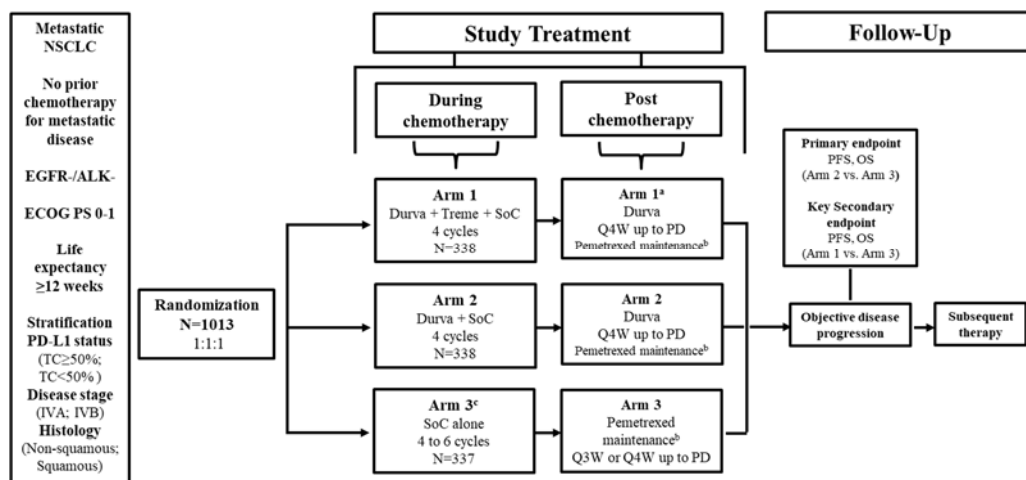 Metastatic
NSCLC
No prior
chemotherapy
for metastatic
disease
EGFR-/ALK-
ECOG PS 0-1
Life
expectancy
≥12 weeks
Stratification
PD-L1 status
(TC≥50%;
TC<50% )
Disease stage
(IVA; IVB)
Histology
(Non-squamous;
Squamous)
Randomization
N=1013
1:1:1
Study Treatment
During
chemotherapy
Post
chemotherapy
Arm 1
Durva + Treme + SoC
4 cycles
N=338
Arm 1ᵃ
Durva
Q4W up to PD
Pemetrexed maintenanceᵇ
Arm 2
Durva + SoC
4 cycles
N=338
Arm 2
Durva
Q4W up to PD
Pemetrexed maintenanceᵇ
Arm 3ᶜ
SoC alone
4 to 6 cycles
N=337
Arm 3
Pemetrexed
maintenanceᵇ
Q3W or Q4W up to PD
Follow-Up
Primary endpoint
PFS, OS
(Arm 2 vs. Arm 3)
Key Secondary
endpoint
PFS, OS
(Arm 1 vs. Arm 3)
Objective disease
progression
Subsequent
therapy